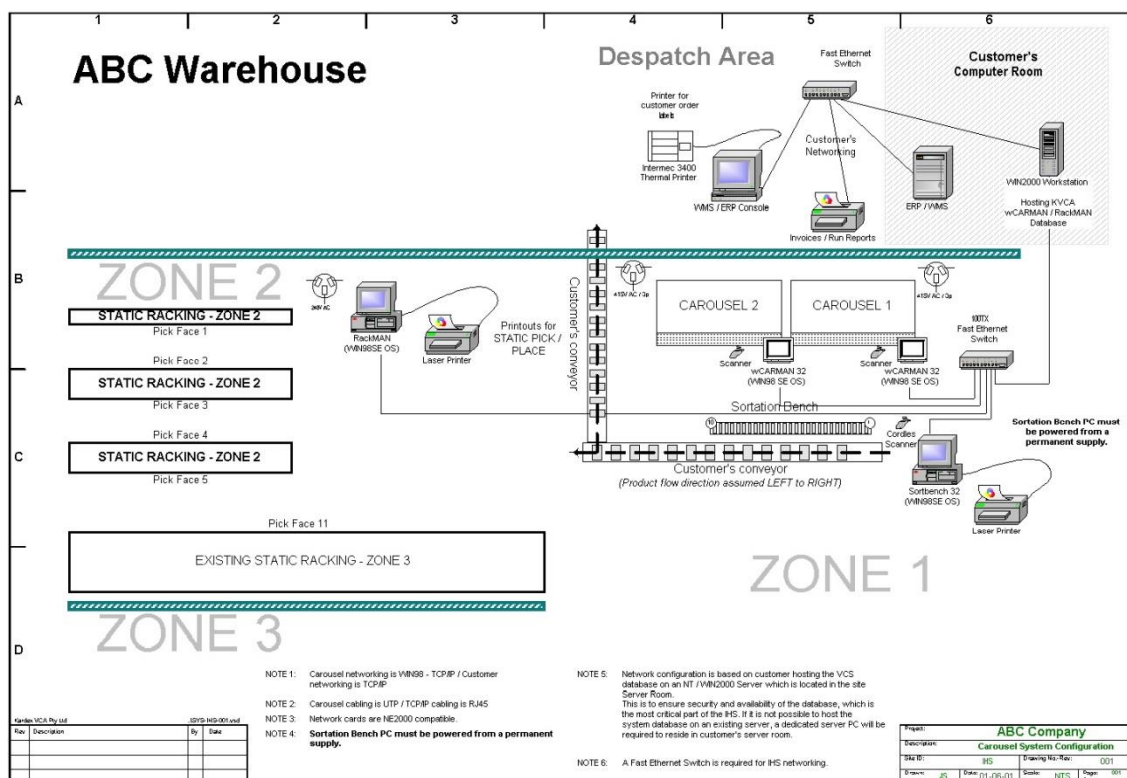 1 2 3 4 5 6
ABC Warehouse
Despatch Area
Fast Ethernet
Switch
Customer's
Computer Room
A
Printer for
customer order
labels
Customer's
Networking
Intermec 3400
Thermal Printer
WMS / ERP Console
Invoices / Run Reports
ERP / WMS
WIN2000 Workstation
Hosting KVCA
wCARMAN / RackMAN
Database
B
ZONE 2
STATIC RACKING - ZONE 2
Pick Face 1
Pick Face 2
STATIC RACKING - ZONE 2
Pick Face 3
Pick Face 4
STATIC RACKING - ZONE 2
Pick Face 5
240V AC
RackMAN
(WIN98SE OS)
Laser Printer
Printouts for
STATIC PICK /
PLACE
Customer's conveyor
415V AC / 3p
415V AC / 3p
CAROUSEL 2
CAROUSEL 1
Scanner
wCARMAN 32
(WIN98 SE OS)
Scanner
wCARMAN 32
(WIN98 SE OS)
100TX
Fast Ethernet
Switch
Sortation Bench
10
1
Cordles
Scanner
Sortation Bench PC must
be powered from a
permanent supply.
C
Customer's conveyor
(Product flow direction assumed LEFT to RIGHT)
Sortbench 32
(WIN98SE OS)
Laser Printer
Pick Face 11
EXISTING STATIC RACKING - ZONE 3
ZONE 1
ZONE 3
D
NOTE 1: Carousel networking is WIN98 - TCP/IP / Customer
networking is TCP/IP
NOTE 2: Carousel cabling is UTP / TCP/IP cabling is RJ45
NOTE 3: Network cards are NE2000 compatible.
NOTE 4: Sortation Bench PC must be powered from a permanent
supply.
NOTE 5: Network configuration is based on customer hosting the VCS
database on an NT / WIN2000 Server which is located in the site
Server Room.
This is to ensure security and availability of the database, which is
the most critical part of the IHS. If it is not possible to host the
system database on an existing server, a dedicated server PC will be
required to reside in customer's server room.
NOTE 6: A Fast Ethernet Switch is required for IHS networking.
Kardex VCA Pty Ltd
Rev Description By Date
Project: ABC Company
Description: Carousel System Configuration
Site ID: IHS Drawing No.-Rev: 001
Drawn: JS Date: 01-06-01 Scale: NTS Page: 001